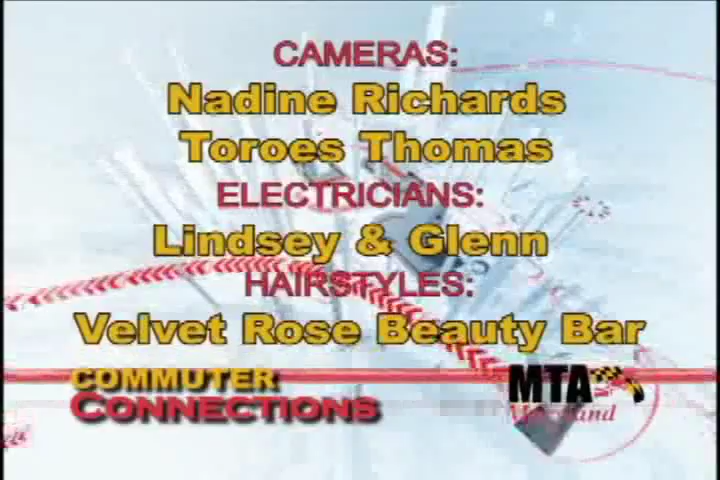 CAMERAS:
Nadine Richards
Toroes Thomas
ELECTRICIANS:
Lindsey & Glenn
HAIRSTYLES:
Velvet Rose Beauty Bar
COMMUTER
CONNECTIONS
MTA
Maryland